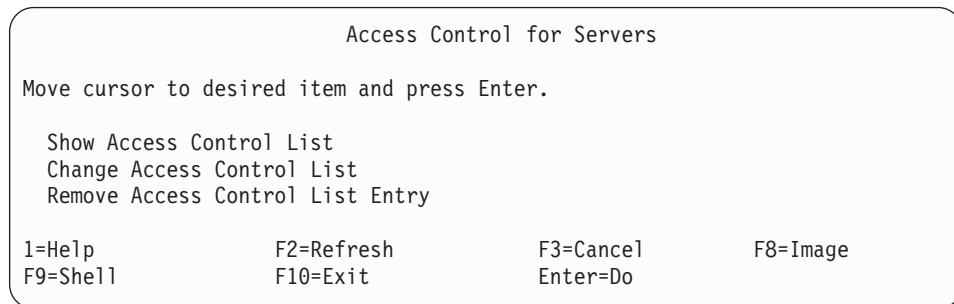 Access Control for Servers
Move cursor to desired item and press Enter.
Show Access Control List
Change Access Control List
Remove Access Control List Entry
1=Help F2=Refresh F3=Cancel F8=Image
F9=Shell F10=Exit Enter=Do